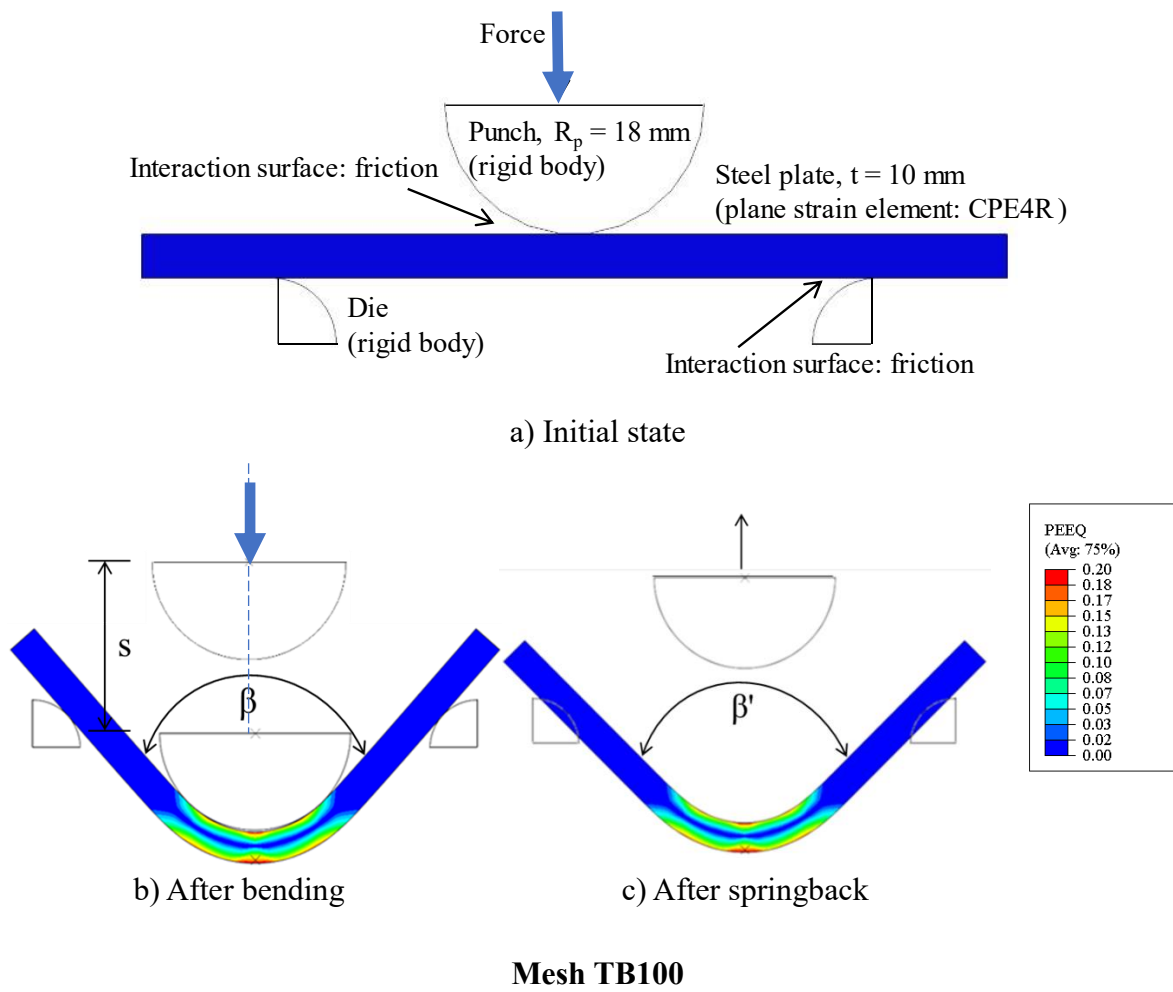 Force
Punch, Rp = 18 mm
(rigid body)
Interaction surface: friction
Steel plate, t = 10 mm
(plane strain element: CPE4R )
Die
(rigid body)
Interaction surface: friction
a) Initial state
s
β
β'
PEEQ
(Avg: 75%)
0.20
0.18
0.17
0.15
0.13
0.12
0.10
0.08
0.07
0.05
0.03
0.02
0.00
b) After bending
c) After springback
Mesh TB100